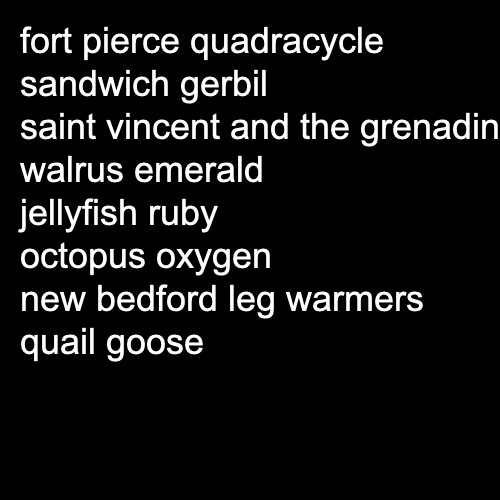 fort pierce quadracycle
sandwich gerbil
saint vincent and the grenadin
walrus emerald
jellyfish ruby
octopus oxygen
new bedford leg warmers
quail goose